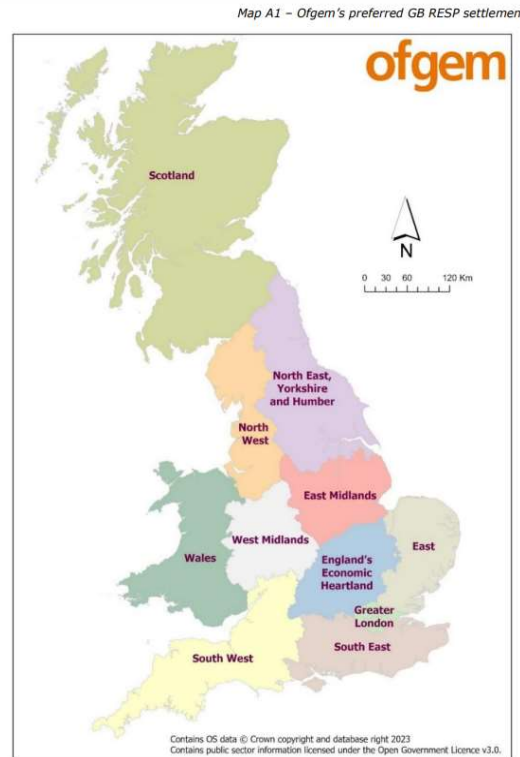 Map A1 – Ofgem's preferred GB RESP settlemen
ofgem
Scotland
N
0 30 60 120 Km
North East,
Yorkshire
and Humber
North
West
East Midlands
West Midlands
Wales
England's
Economic
Heartland
East
Greater
London
South East
South West
Contains OS data © Crown copyright and database right 2023
Contains public sector information licensed under the Open Government Licence v3.0.